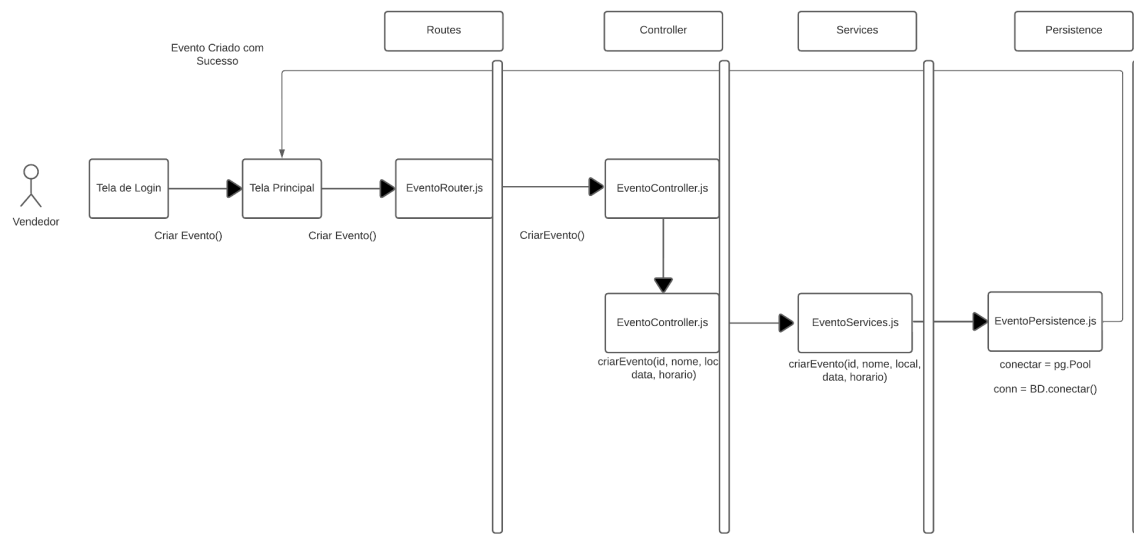 Routes
Controller
Services
Persistence
Evento Criado com
Sucesso
Vendedor
Tela de Login
Tela Principal
EventoRouter.js
EventoController.js
Criar Evento()
Criar Evento()
CriarEvento()
EventoController.js
EventoServices.js
EventoPersistence.js
criarEvento(id, nome, loc
data, horario)
criarEvento(id, nome, local,
data, horario)
conectar = pg.Pool
conn = BD.conectar()